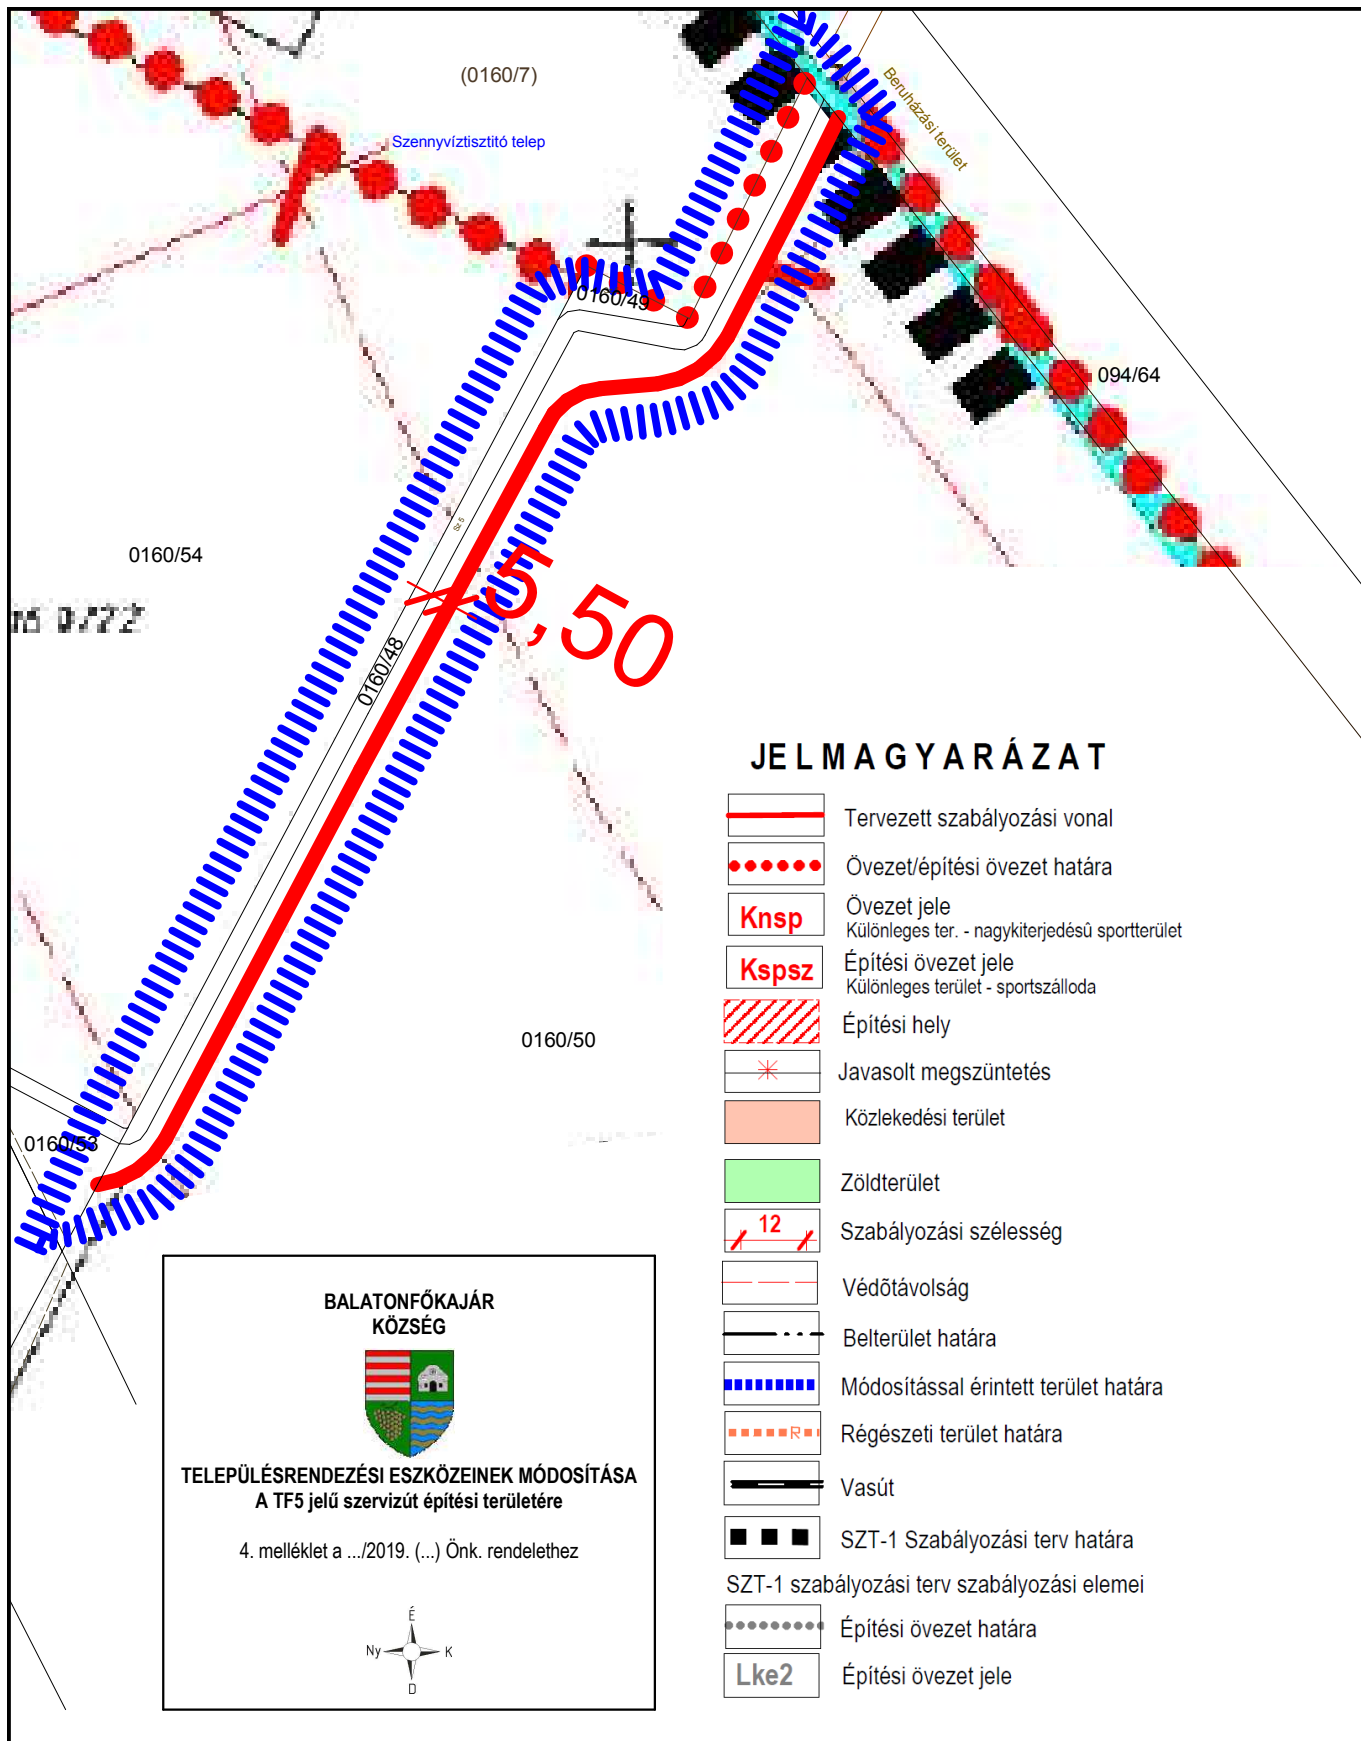 (0160/7)
Beruházási terület
Szennyvíztisztitó telep
0160/49
094/64
Sz 5
0160/54
5,50
0160/48
0160/50
0160/53
JELMAGYARÁZAT
Tervezett szabályozási vonal
Övezet/építési övezet határa
Knsp
Övezet jele
Különleges ter. - nagykiterjedésû sportterület
Kspsz
Építési övezet jele
Különleges terület - sportszálloda
Építési hely
Javasolt megszüntetés
Közlekedési terület
Zöldterület
12
Szabályozási szélesség
Védõtávolság
Belterület határa
Módosítással érintett terület határa
R
Régészeti terület határa
Vasút
SZT-1 Szabályozási terv határa
SZT-1 szabályozási terv szabályozási elemei
Építési övezet határa
Lke2
Építési övezet jele
BALATONFŐKAJÁR
KÖZSÉG
TELEPÜLÉSRENDEZÉSI ESZKÖZEINEK MÓDOSÍTÁSA
A TF5 jelű szervizút építési területére
4. melléklet a .../2019. (...) Önk. rendelethez
É
Ny K
D